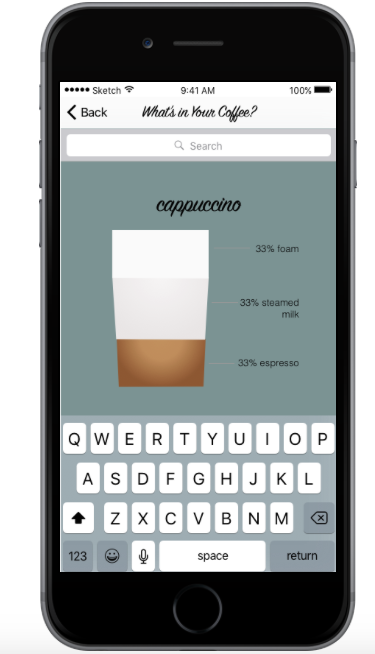 Sketch 9:41 AM 100%
Back What's in Your Coffee?
Search
cappuccino
33% foam
33% steamed
milk
33% espresso
Q W E R T Y U I O P
A S D F G H J K L
Z X C V B N M
123 space return